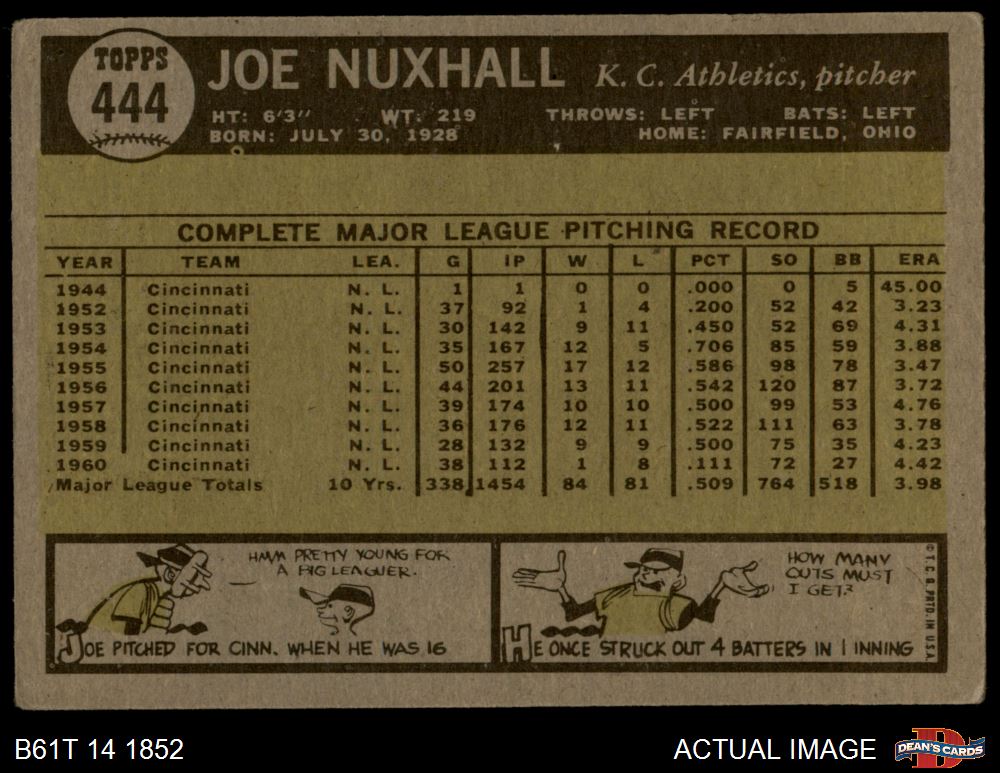 TOPPS
444
JOE NUXHALL K. C. Athletics, pitcher
HT: 6'3" WT: 219 THROWS: LEFT BATS: LEFT
BORN: JULY 30, 1928 HOME: FAIRFIELD, OHIO
COMPLETE MAJOR LEAGUE PITCHING RECORD
YEAR TEAM LEA. G IP W L PCT SO BB ERA
1944 Cincinnati N. L. 1 1 0 0 .000 0 5 45.00
1952 Cincinnati N. L. 37 92 1 4 .200 52 42 3.23
1953 Cincinnati N. L. 30 142 9 11 .450 52 69 4.31
1954 Cincinnati N. L. 35 167 12 5 .706 85 59 3.88
1955 Cincinnati N. L. 50 257 17 12 .586 98 78 3.47
1956 Cincinnati N. L. 44 201 13 11 .542 120 87 3.72
1957 Cincinnati N. L. 39 174 10 10 .500 99 53 4.76
1958 Cincinnati N. L. 36 176 12 11 .522 111 63 3.78
1959 Cincinnati N. L. 28 132 9 9 .500 75 35 4.23
1960 Cincinnati N. L. 38 112 1 8 .111 72 27 4.42
Major League Totals 10 Yrs. 338 1454 84 81 .509 764 518 3.98
HMM PRETTY YOUNG FOR
A BIG LEAGUER.
JOE PITCHED FOR CINN. WHEN HE WAS 16
HOW MANY
OUTS MUST
I GET?
HE ONCE STRUCK OUT 4 BATTERS IN 1 INNING
© T. C. G. PRTD. IN U.S.A.
B61T 14 1852 ACTUAL IMAGE
D
DEAN'S CARDS